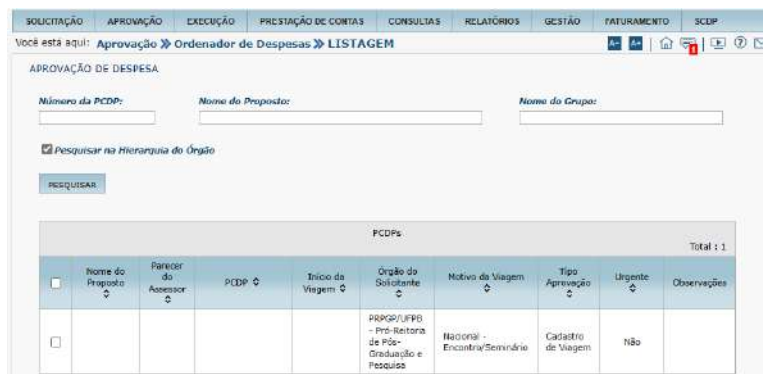 SOLICITAÇÃO APROVAÇÃO EXECUÇÃO PRESTAÇÃO DE CONTAS CONSULTAS RELATÓRIOS GESTÃO FATURAMENTO SCDP
Você está aqui: Aprovação » Ordenador de Despesas » LISTAGEM A- A+
APROVAÇÃO DE DESPESA
Número da PCDP: Nome do Proposto: Nome do Grupo:
Pesquisar na Hierarquia do Órgão
PESQUISAR
PCDPs
Total : 1
Nome do Proposto
Parecer do Assessor
PCDP
Início da Viagem
Órgão do Solicitante
Motivo da Viagem
Tipo Aprovação
Urgente
Observações
PRPGP/UFPB
- Pró-Reitoria
de Pós-
Graduação e
Pesquisa
Nacional -
Encontro/Seminário
Cadastro
de Viagem
Não